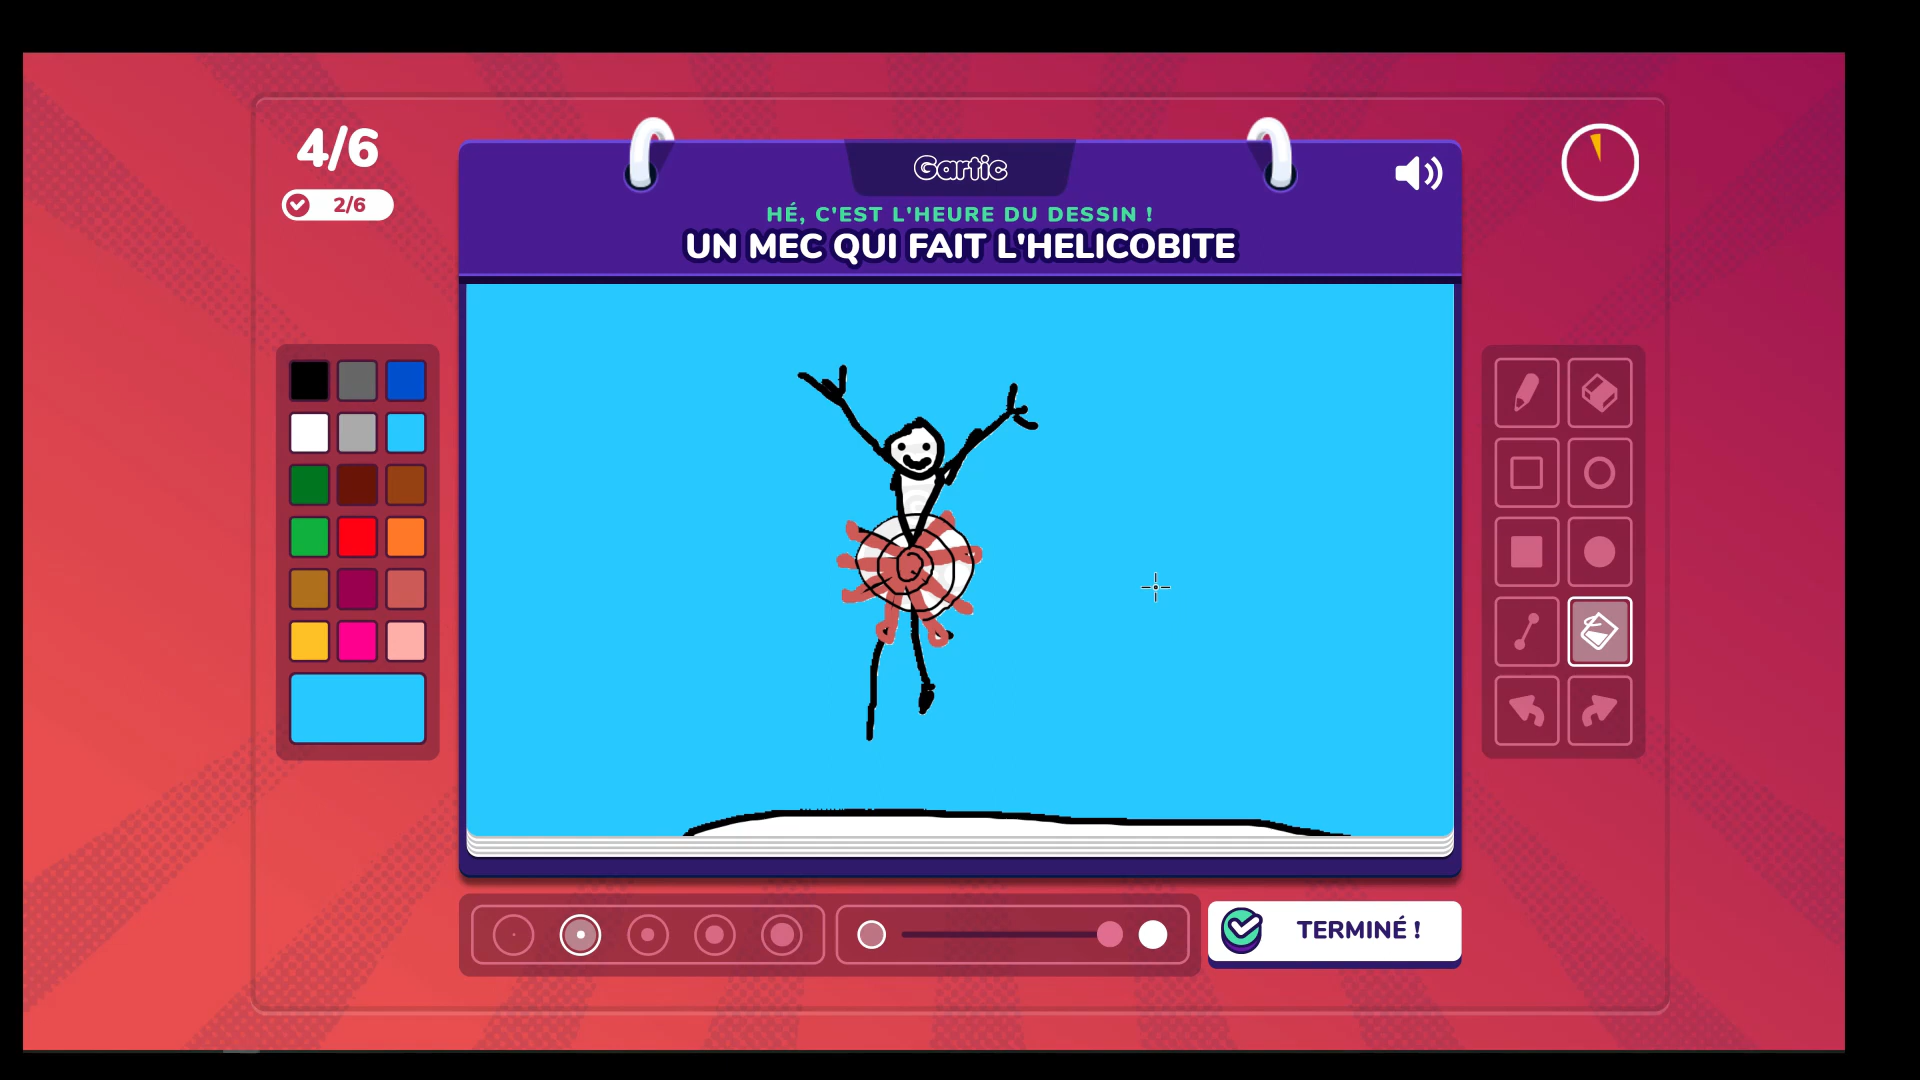 4/6
2/6
Gartic
HÉ, C'EST L'HEURE DU DESSIN !
UN MEC QUI FAIT L'HELICOBITE
TERMINÉ !